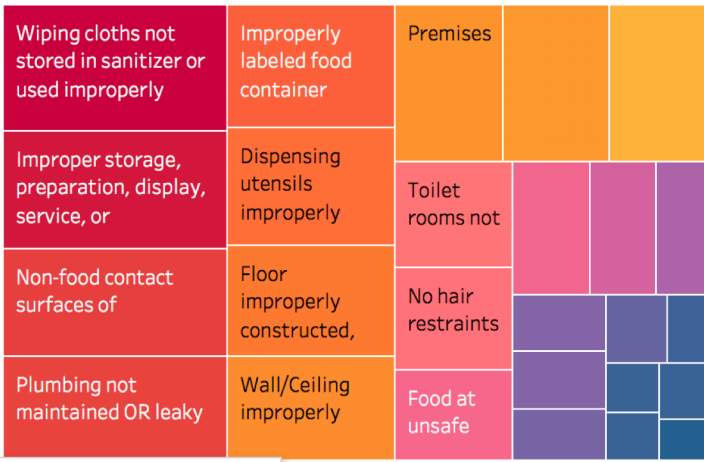 Wiping cloths not
stored in sanitizer or
used improperly
Improper storage,
preparation, display,
service, or
Non-food contact
surfaces of
Plumbing not
maintained OR leaky
Improperly
labeled food
container
Dispensing
utensils
improperly
Floor
improperly
constructed,
Wall/Ceiling
improperly
Premises
Toilet
rooms not
No hair
restraints
Food at
unsafe